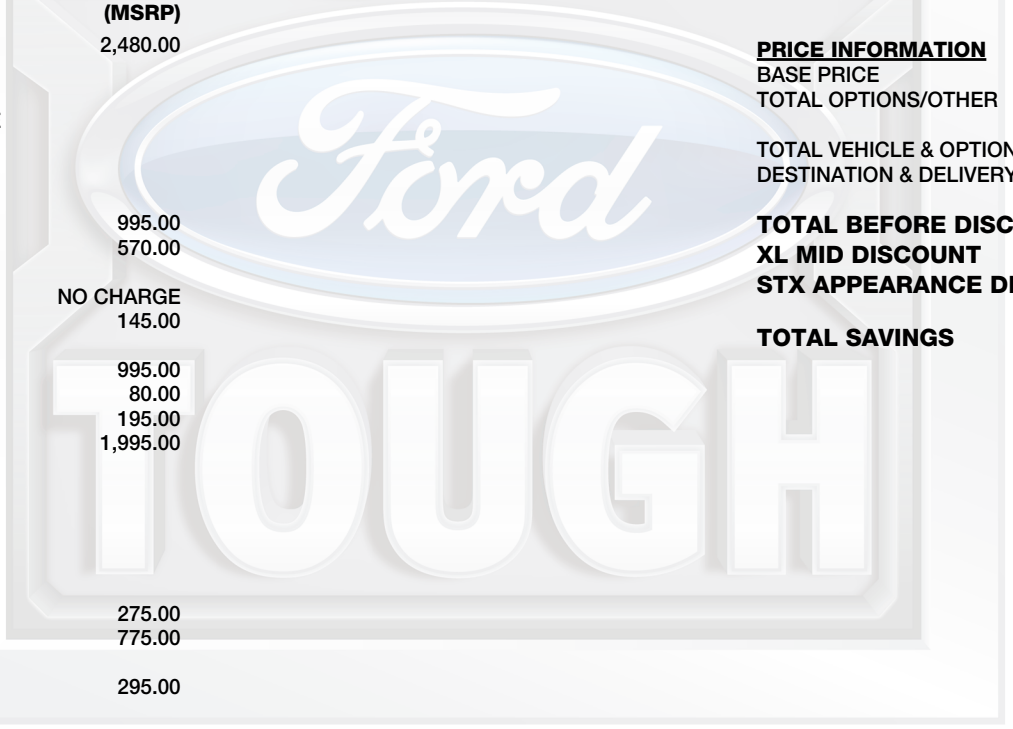 (MSRP)
2,480.00
995.00
570.00
NO CHARGE
145.00
995.00
80.00
195.00
1,995.00
275.00
775.00
295.00
PRICE INFORMATION
BASE PRICE
TOTAL OPTIONS/OTHER
TOTAL VEHICLE & OPTION
DESTINATION & DELIVERY
TOTAL BEFORE DISC
XL MID DISCOUNT
STX APPEARANCE DI
TOTAL SAVINGS
Ford
TOUGH